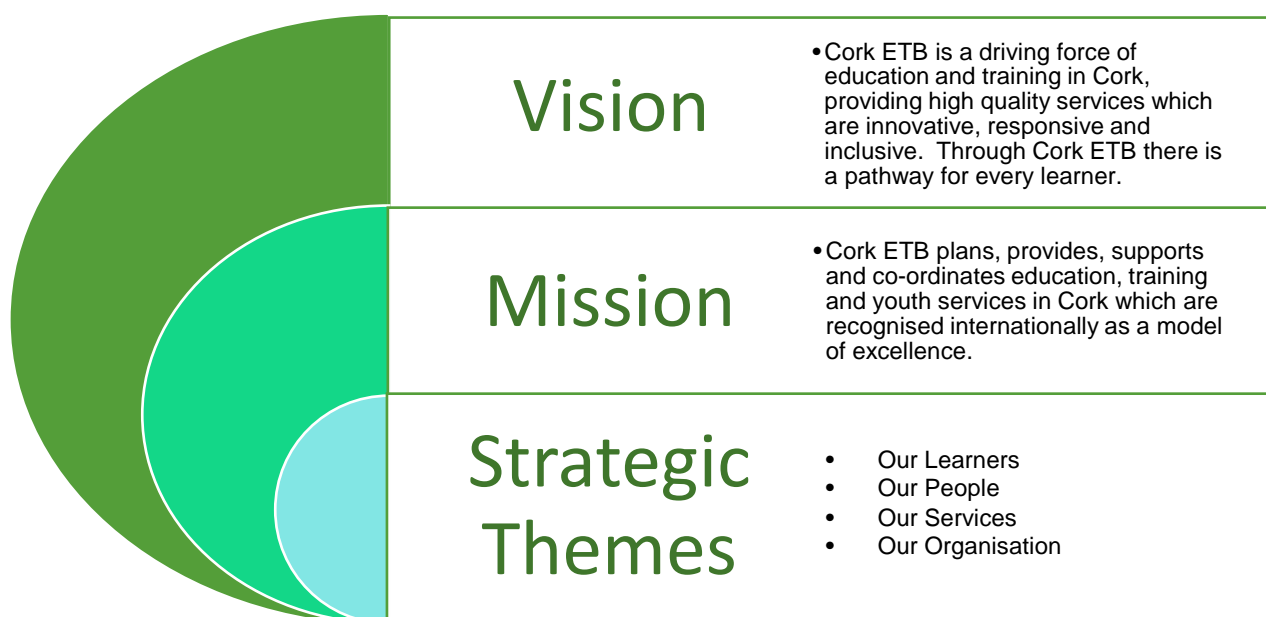 Vision
•Cork ETB is a driving force of
education and training in Cork,
providing high quality services which
are innovative, responsive and
inclusive.  Through Cork ETB there is
a pathway for every learner.
Mission
•Cork ETB plans, provides, supports
and co-ordinates education, training
and youth services in Cork which are
recognised internationally as a model
of excellence.
Strategic
Themes
• Our Learners
• Our People
• Our Services
• Our Organisation